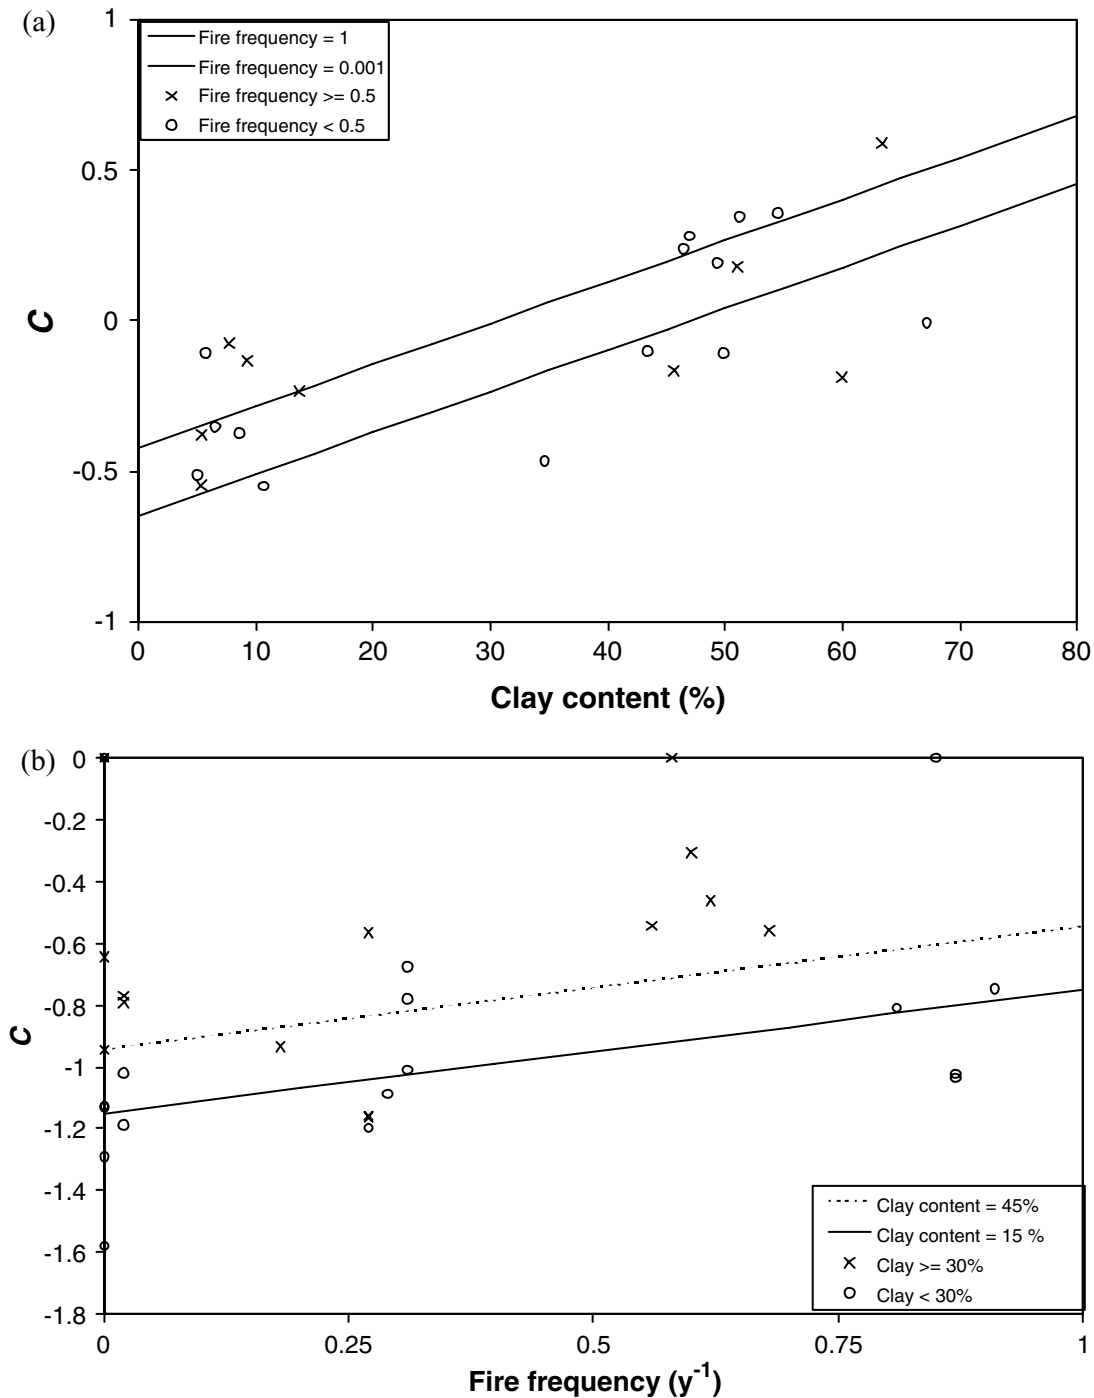 (a)
1
Fire frequency = 1
Fire frequency = 0.001
Fire frequency >= 0.5
Fire frequency < 0.5
0.5
0
-0.5
-1
C
0 10 20 30 40 50 60 70 80
Clay content (%)
(b)
0
-0.2
-0.4
-0.6
-0.8
-1
-1.2
-1.4
-1.6
-1.8
C
Clay content = 45%
Clay content = 15 %
Clay >= 30%
Clay < 30%
0 0.25 0.5 0.75 1
Fire frequency (y⁻¹)